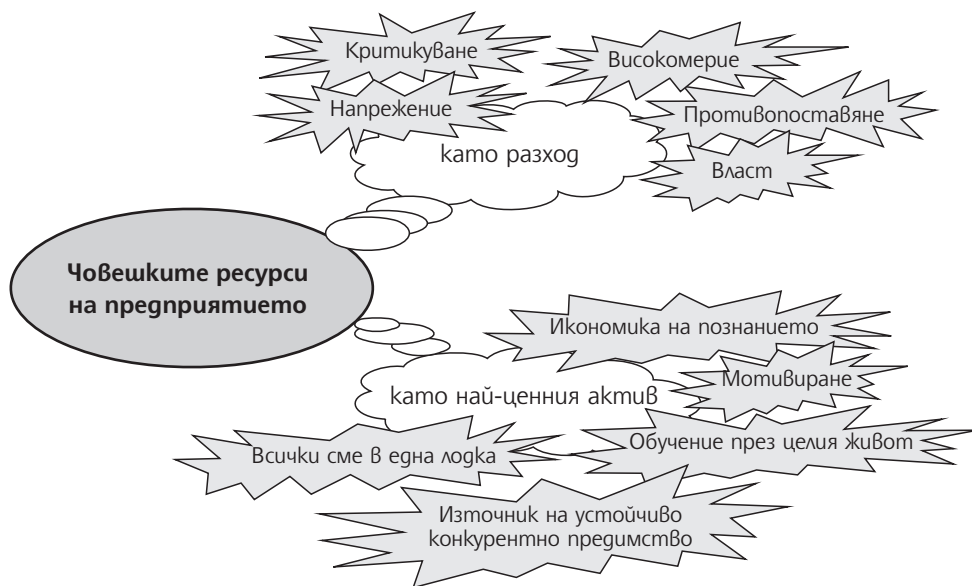 Критикуване
Високомерие
Напрежение
Противопоставяне
като разход
Власт
Човешките ресурси
на предприятието
Икономика на познанието
Мотивиране
като най-ценния актив
Обучение през целия живот
Всички сме в една лодка
Източник на устойчиво
конкурентно предимство